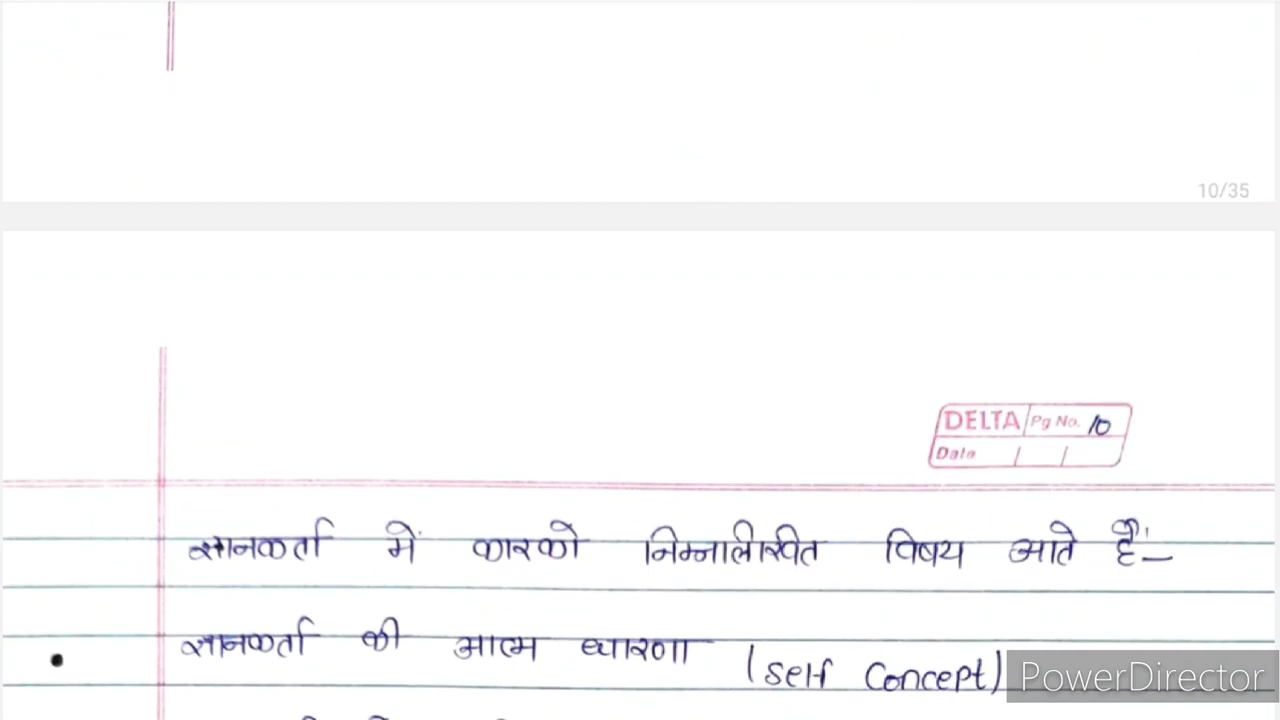 10/35
DELTA Pg No. 10
Date
ज्ञानकर्ता में कारको निम्नलिखित विषय आते हैं:-
ज्ञानकर्ता की आत्म धारणा (Self Concept)
PowerDirector